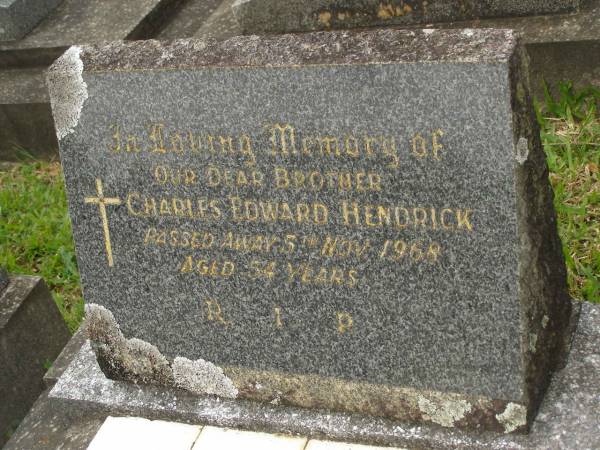 In Loving Memory of
OUR DEAR BROTHER
CHARLES EDWARD HENDRICK
PASSED AWAY 5TH NOV. 1968
AGED 54 YEARS
R I P